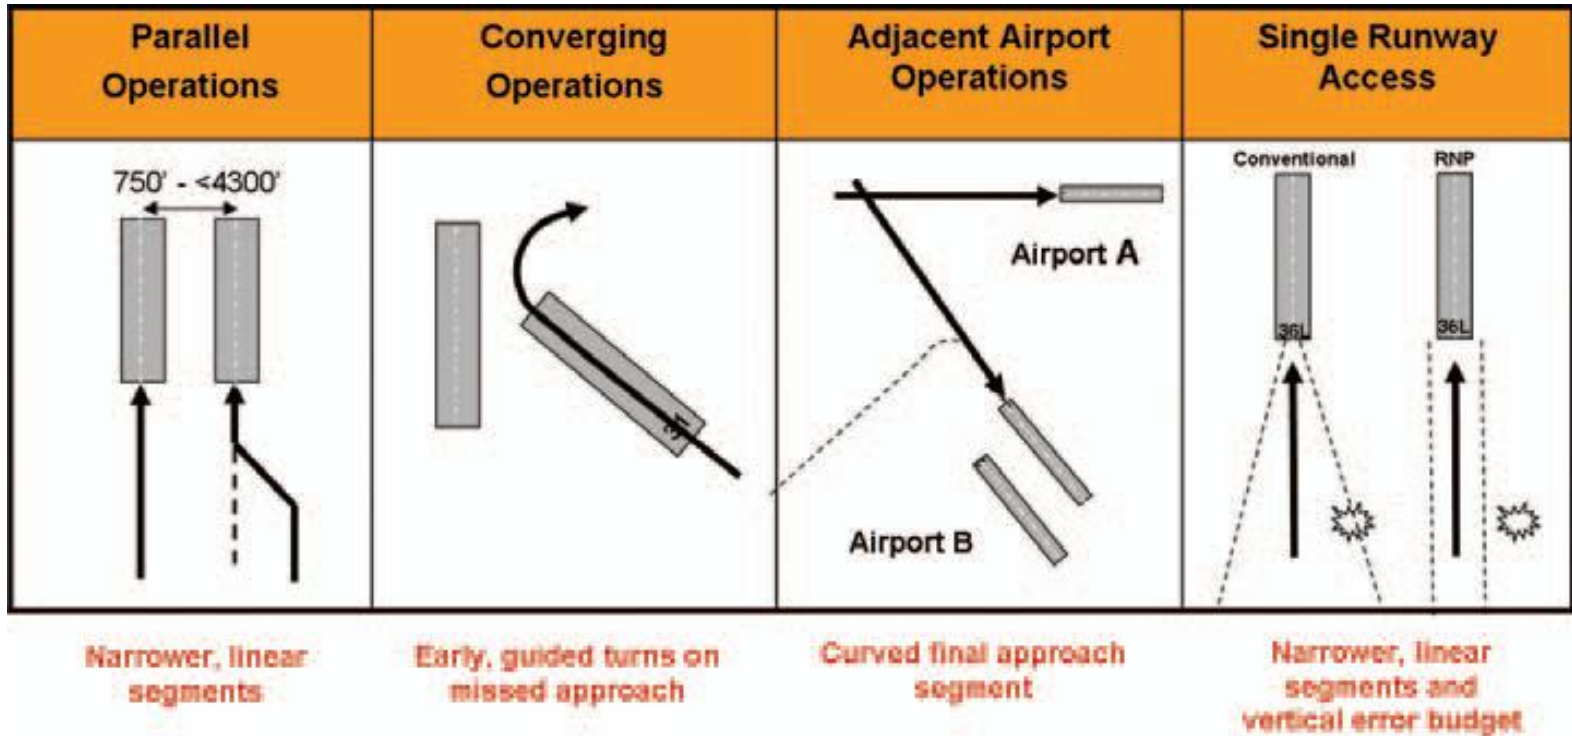 Parallel
Operations
Converging
Operations
Adjacent Airport
Operations
Single Runway
Access
750' - <4300'
31
Airport A
Airport B
Conventional
RNP
36L
36L
Narrower, linear
segments
Early, guided turns on
missed approach
Curved final approach
segment
Narrower, linear
segments and
vertical error budget